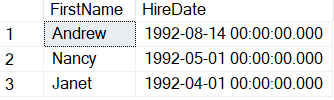 FirstName HireDate
1 Andrew 1992-08-14 00:00:00.000
2 Nancy 1992-05-01 00:00:00.000
3 Janet 1992-04-01 00:00:00.000